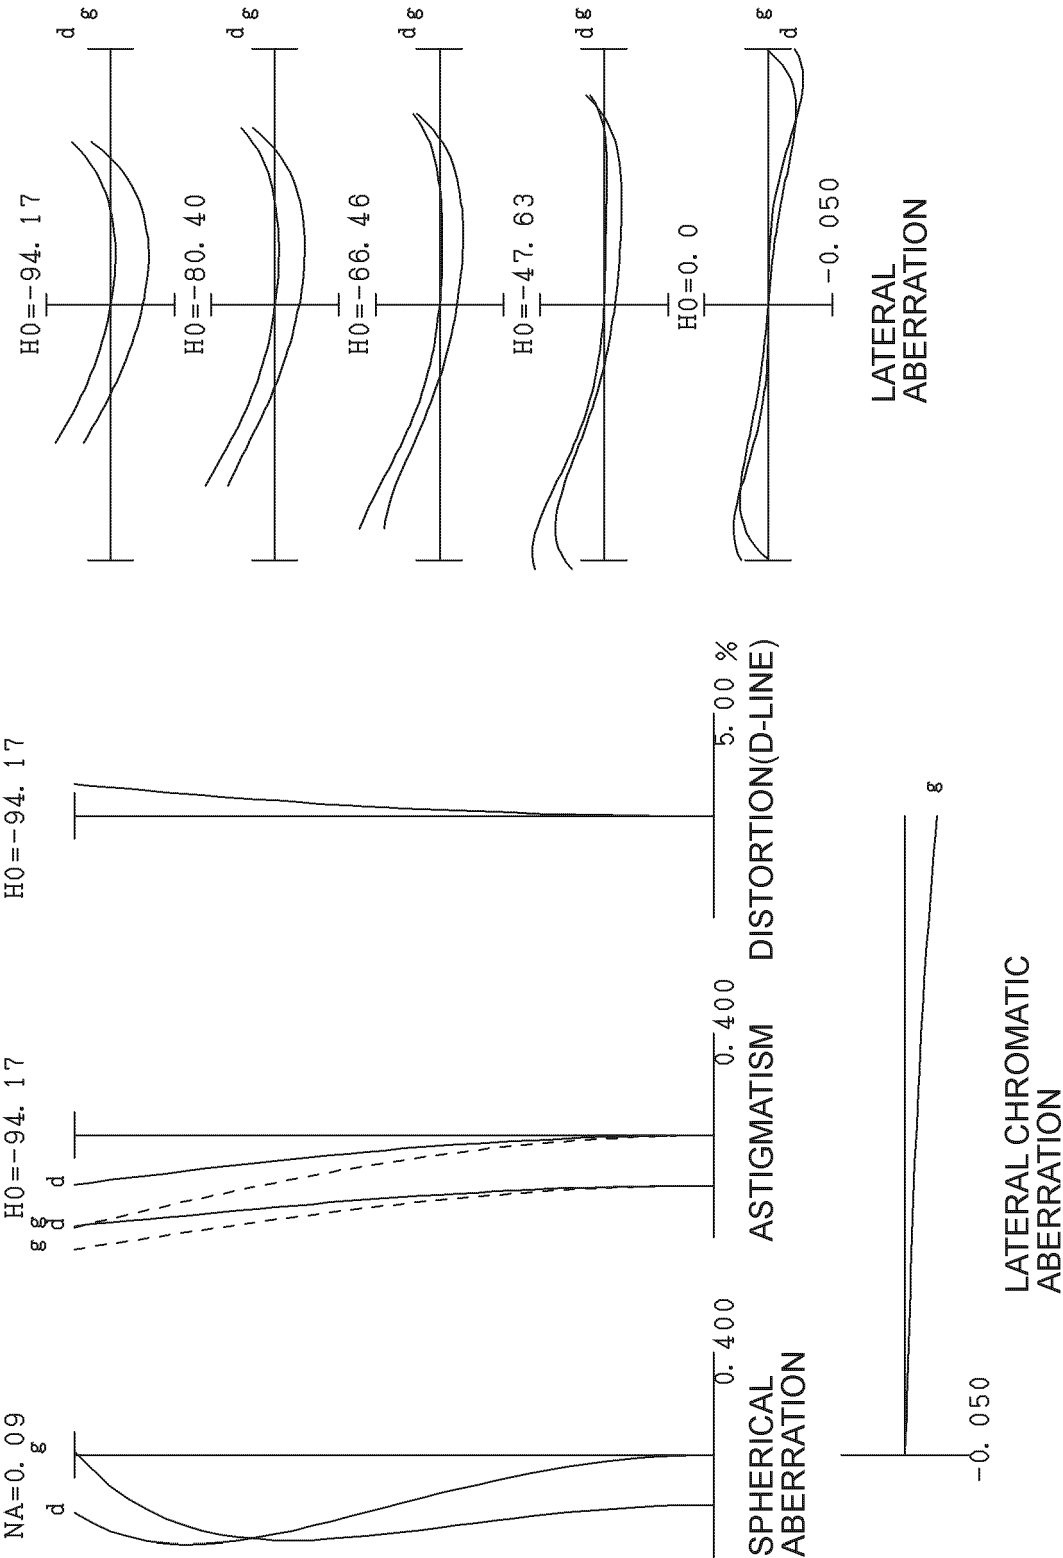 NA=0.09
g
d
0.400
SPHERICAL
ABERRATION
H0=-94.17
g g
d d
0.400
ASTIGMATISM
H0=-94.17
5.00 %
DISTORTION(D-LINE)
H0=-94.17
d
g
H0=-80.40
d
g
H0=-66.46
d
g
H0=-47.63
d
g
H0=0.0
g
d
-0.050
LATERAL
ABERRATION
g
-0.050
LATERAL CHROMATIC
ABERRATION